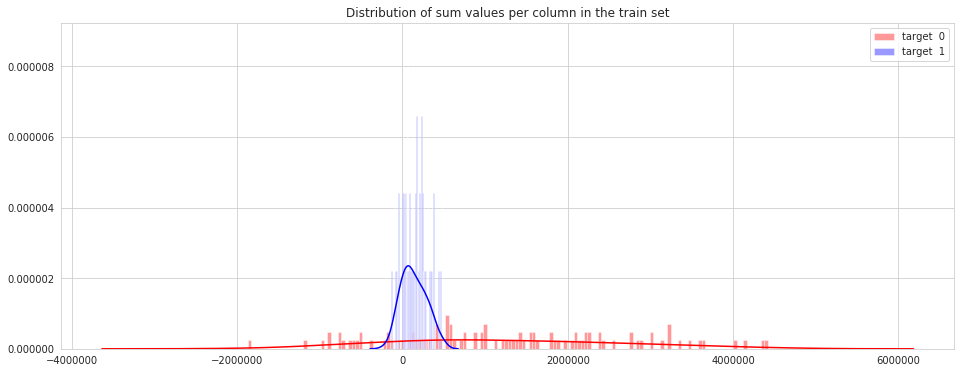 Distribution of sum values per column in the train set
target 0
target 1
0.000008
0.000006
0.000004
0.000002
0.000000
−4000000 −2000000 0 2000000 4000000 6000000